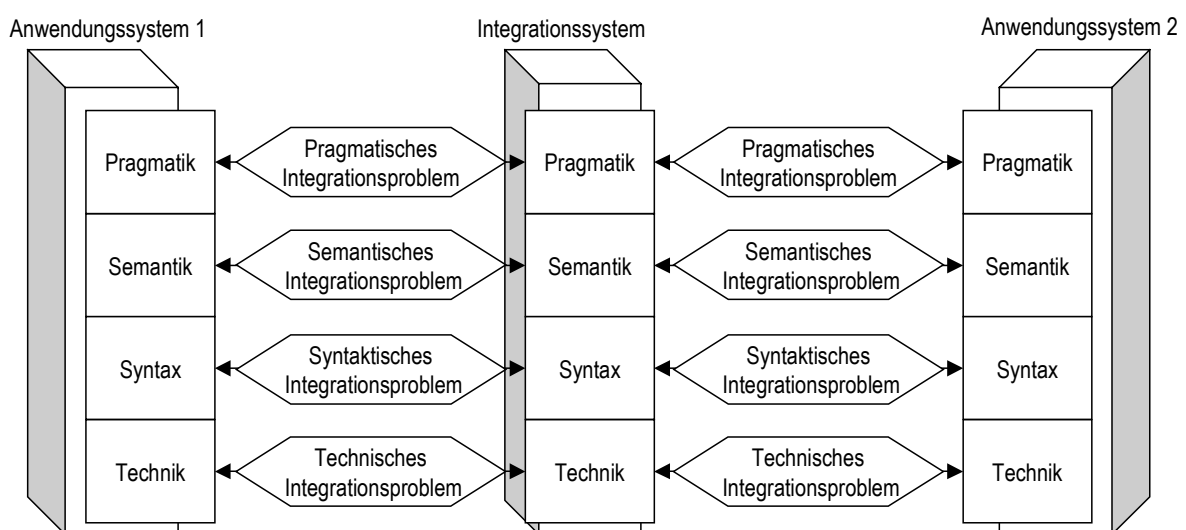 Anwendungssystem 1
Integrationssystem
Anwendungssystem 2
Pragmatik
Pragmatisches
Integrationsproblem
Pragmatik
Pragmatisches
Integrationsproblem
Pragmatik
Semantik
Semantisches
Integrationsproblem
Semantik
Semantisches
Integrationsproblem
Semantik
Syntax
Syntaktisches
Integrationsproblem
Syntax
Syntaktisches
Integrationsproblem
Syntax
Technik
Technisches
Integrationsproblem
Technik
Technisches
Integrationsproblem
Technik